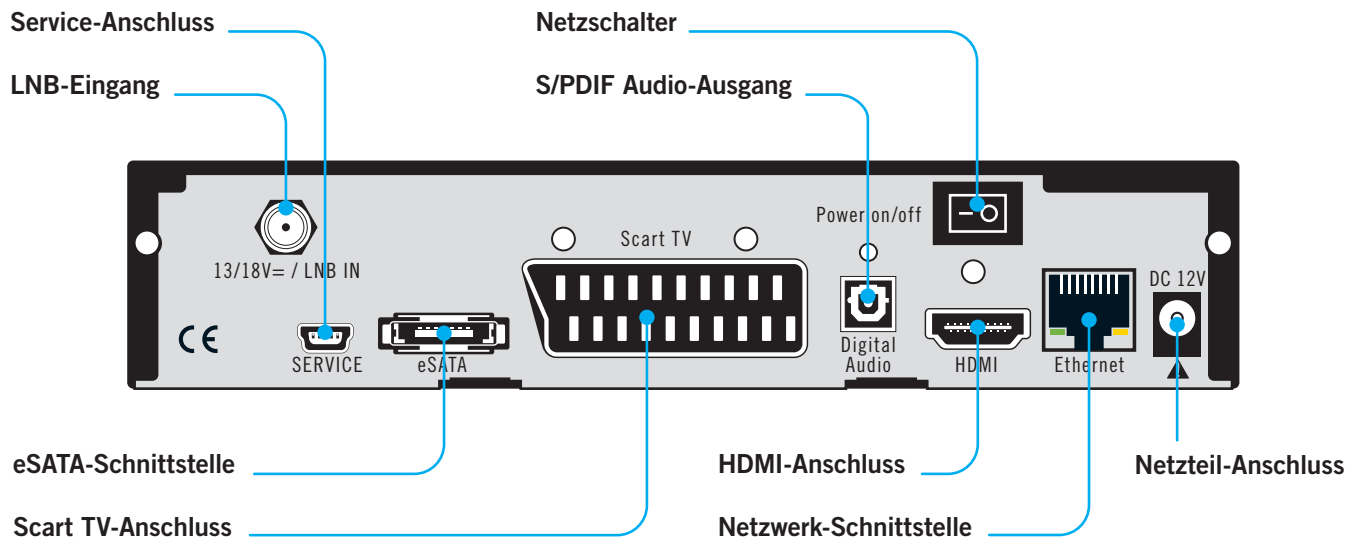 Service-Anschluss
Netzschalter
LNB-Eingang
S/PDIF Audio-Ausgang
Power on/off
Scart TV
13/18V= / LNB IN
DC 12V
CE
SERVICE
eSATA
Digital
Audio
HDMI
Ethernet
eSATA-Schnittstelle
HDMI-Anschluss
Netzteil-Anschluss
Scart TV-Anschluss
Netzwerk-Schnittstelle